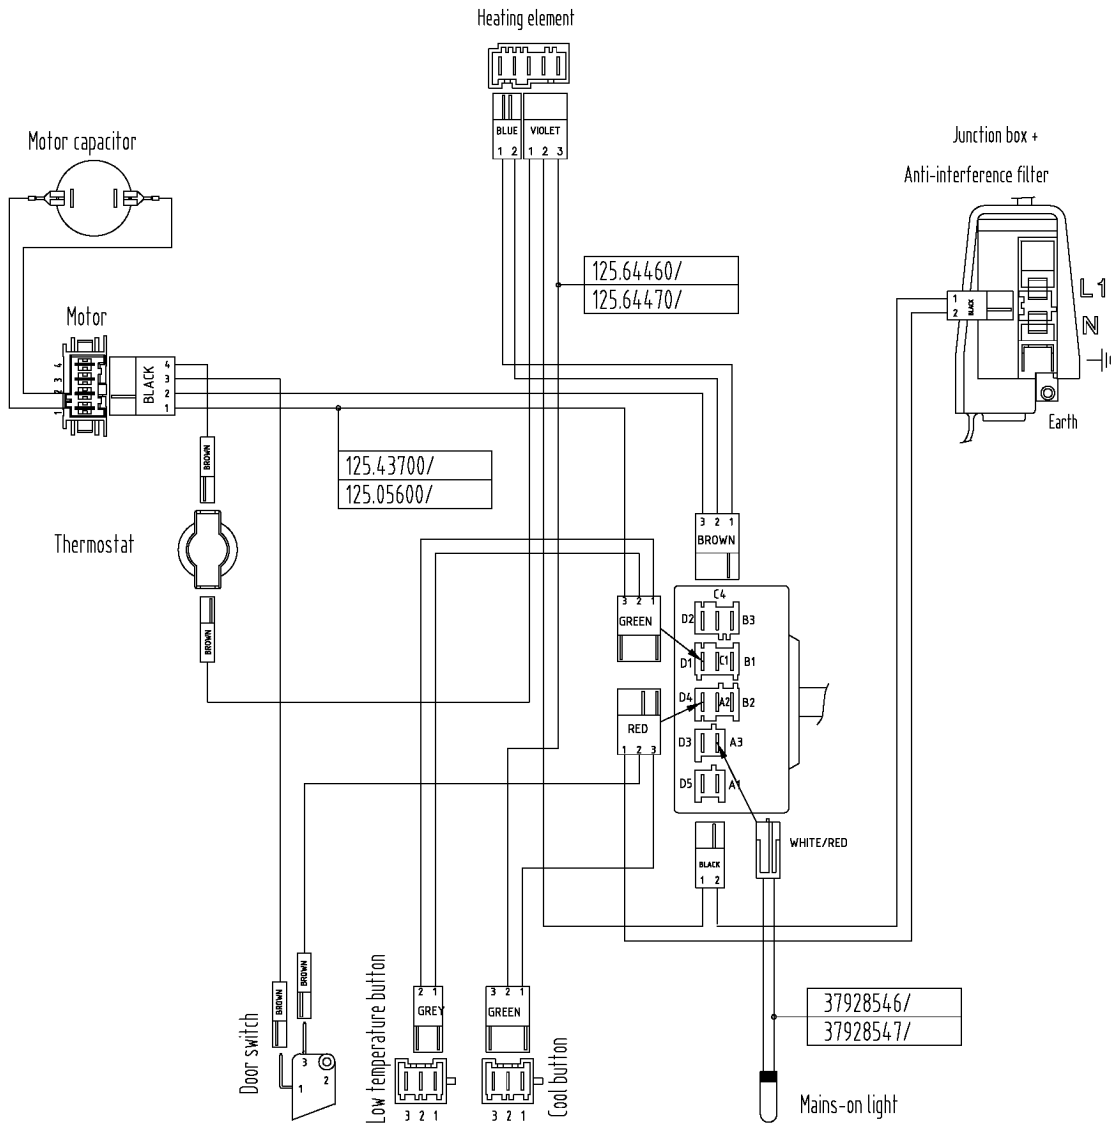 Heating element
BLUE VIOLET
1 2 1 2 3
Motor capacitor
Junction box +
Anti-interference filter
L1
N
1
2
BLACK
Earth
125.64460/
125.64470/
Motor
4
3
2
1
BLACK
4
3
2
1
125.43700/
125.05600/
BROWN
Thermostat
BROWN
3 2 1
BROWN
C4
D2 B3
D1 C1 B1
D4 A2 B2
D3 A3
D5 A1
3 2 1
GREEN
RED
1 2 3
BLACK
1 2
WHITE/RED
BROWN
BROWN
Door switch
3
1 2
Low temperature button
2 1
GREY
3 2 1
3 2 1
GREEN
3 2 1
Cool button
37928546/
37928547/
Mains-on light